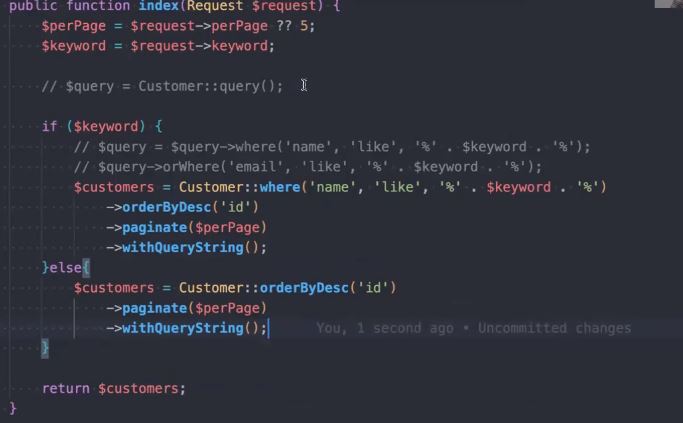 public function index(Request $request) {
$perPage = $request->perPage ?? 5;
$keyword = $request->keyword;
// $query = Customer::query();
if ($keyword) {
// $query = $query->where('name', 'like', '%' . $keyword . '%');
// $query->orWhere('email', 'like', '%' . $keyword . '%');
$customers = Customer::where('name', 'like', '%' . $keyword . '%')
->orderByDesc('id')
->paginate($perPage)
->withQueryString();
}else{
$customers = Customer::orderByDesc('id')
->paginate($perPage)
->withQueryString(); You, 1 second ago • Uncommitted changes
}
return $customers;
}